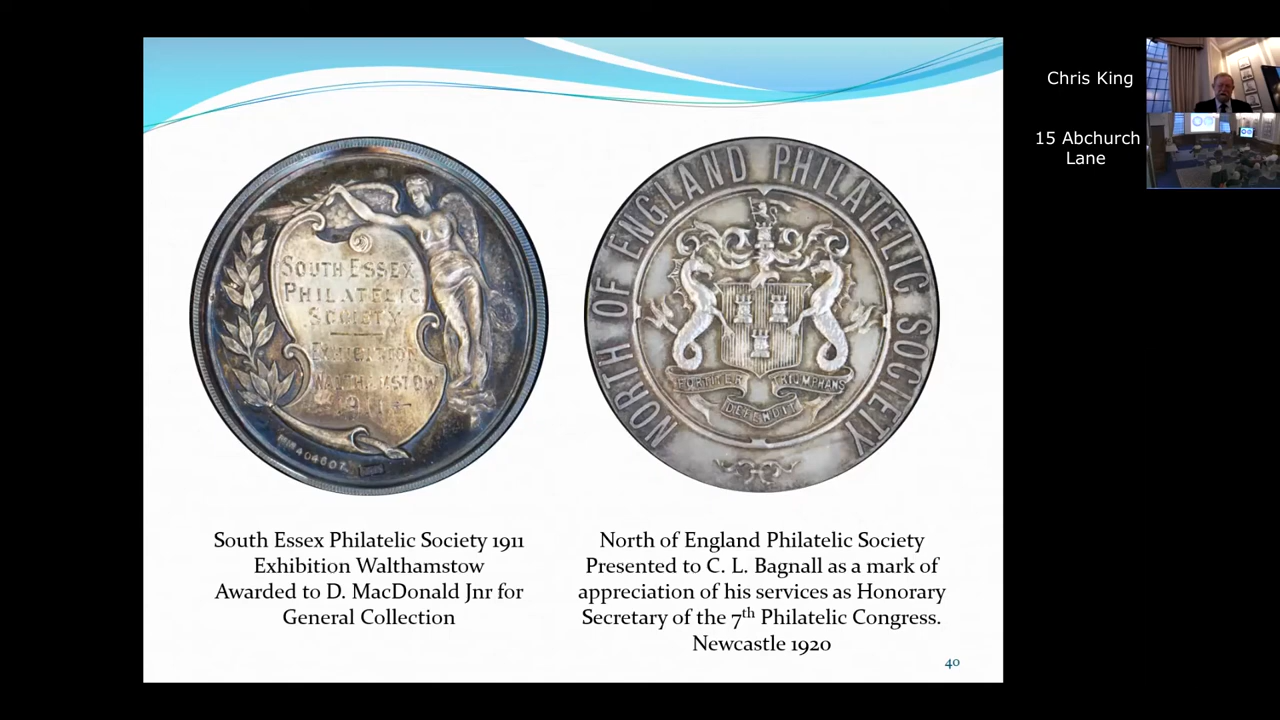 Chris King
15 Abchurch
Lane
SOUTH ESSEX
PHILATELIC
SOCIETY
EXHIBITION
WALTHAMSTOW
1911
NORTH OF ENGLAND PHILATELIC SOCIETY
FORTITER TRIUMPHANS
DEFENDIT
South Essex Philatelic Society 1911
Exhibition Walthamstow
Awarded to D. MacDonald Jnr for
General Collection
North of England Philatelic Society
Presented to C. L. Bagnall as a mark of
appreciation of his services as Honorary
Secretary of the 7th Philatelic Congress.
Newcastle 1920
40